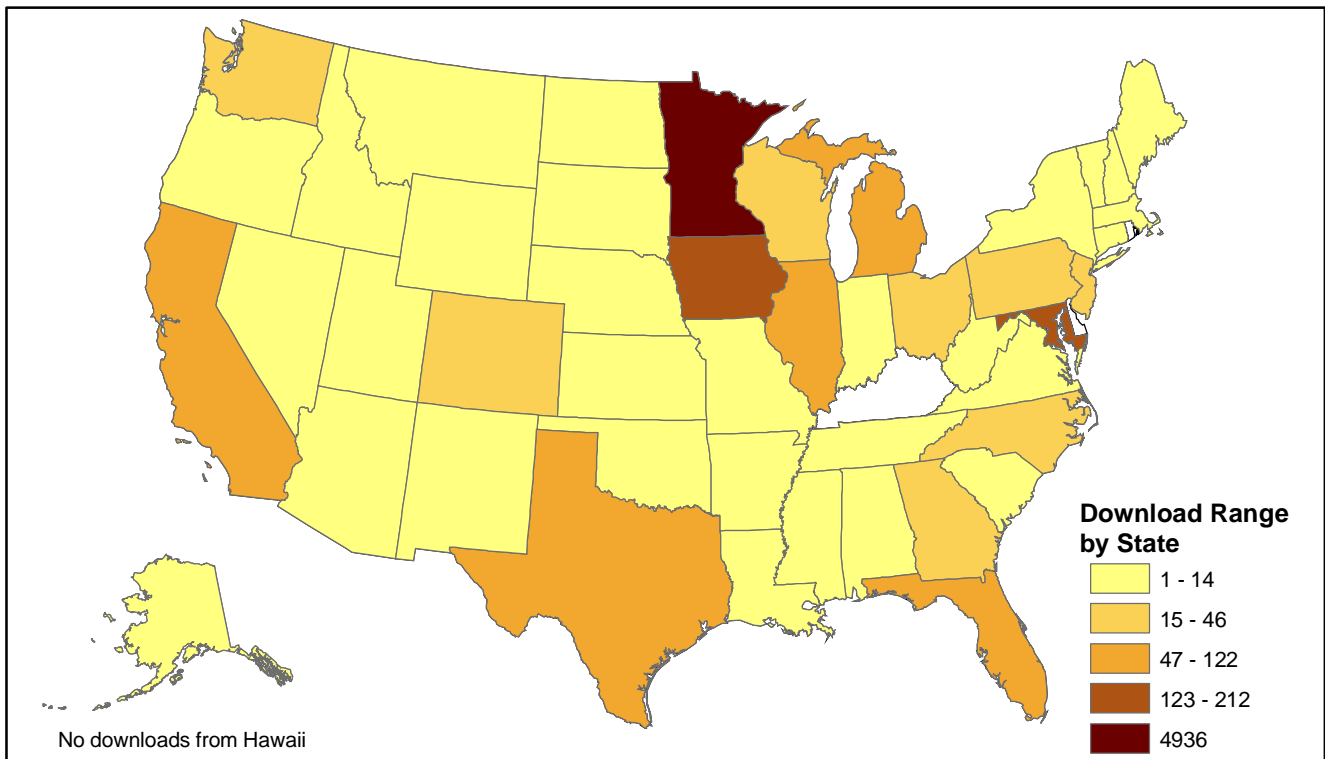 Download Range
by State
1 - 14
15 - 46
47 - 122
123 - 212
4936
No downloads from Hawaii